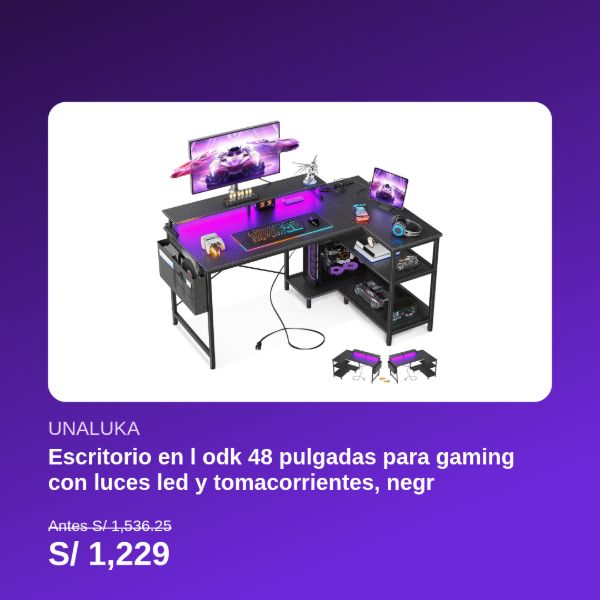 UNALUKA
Escritorio en l odk 48 pulgadas para gaming
con luces led y tomacorrientes, negr
Antes S/ 1,536.25
S/ 1,229